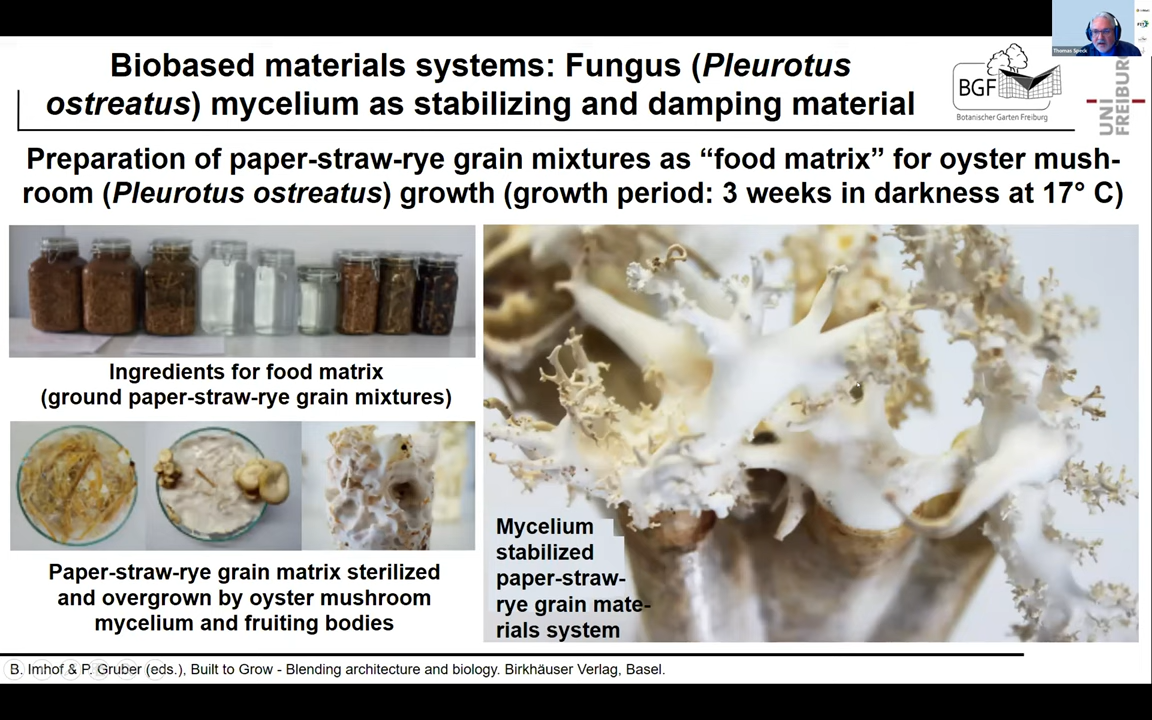 Thomas Speck
Biobased materials systems: Fungus (Pleurotus
ostreatus) mycelium as stabilizing and damping material
BGF
Botanischer Garten Freiburg
UNI
FREIBURG
Preparation of paper-straw-rye grain mixtures as “food matrix” for oyster mush-
room (Pleurotus ostreatus) growth (growth period: 3 weeks in darkness at 17° C)
Ingredients for food matrix
(ground paper-straw-rye grain mixtures)
Paper-straw-rye grain matrix sterilized
and overgrown by oyster mushroom
mycelium and fruiting bodies
Mycelium
stabilized
paper-straw-
rye grain mate-
rials system
B. Imhof & P. Gruber (eds.), Built to Grow - Blending architecture and biology. Birkhäuser Verlag, Basel.